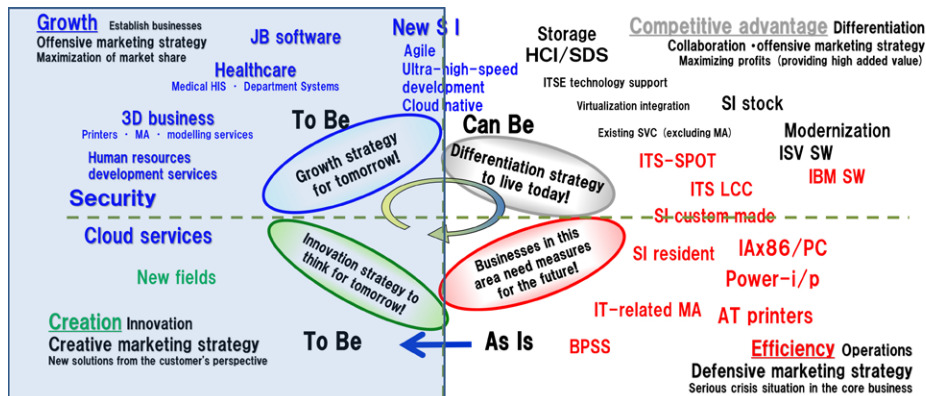 Growth Establish businesses
Offensive marketing strategy
Maximization of market share
JB software
New S I
Agile
Ultra-high-speed
development
Cloud native
Healthcare
Medical HIS ・ Department Systems
3D business
Printers ・ MA ・ modelling services
Human resources
development services
Security
To Be
Growth strategy
for tomorrow!
Storage
HCI/SDS
ITSE technology support
Virtualization integration
Existing SVC (excluding MA)
Can Be
Differentiation strategy
to live today!
Competitive advantage Differentiation
Collaboration ・offensive marketing strategy
Maximizing profits (providing high added value)
SI stock
Modernization
ISV SW
IBM SW
ITS-SPOT
ITS LCC
SI custom made
Cloud services
New fields
Creation Innovation
Creative marketing strategy
New solutions from the customer's perspective
Innovation strategy to
think for tomorrow!
To Be
As Is
Businesses in this
area need measures
for the future!
SI resident
IAx86/PC
Power-i/p
IT-related MA
AT printers
BPSS
Efficiency Operations
Defensive marketing strategy
Serious crisis situation in the core business